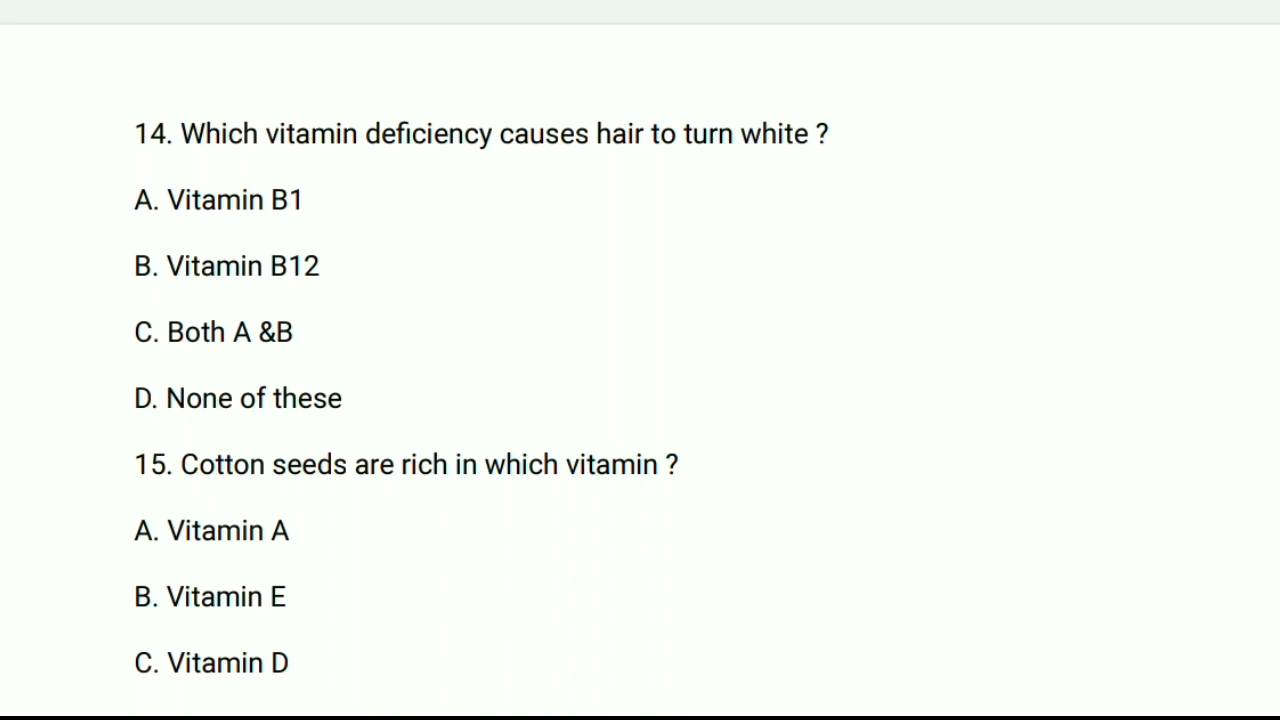 14. Which vitamin deficiency causes hair to turn white ?
A. Vitamin B1
B. Vitamin B12
C. Both A &B
D. None of these
15. Cotton seeds are rich in which vitamin ?
A. Vitamin A
B. Vitamin E
C. Vitamin D